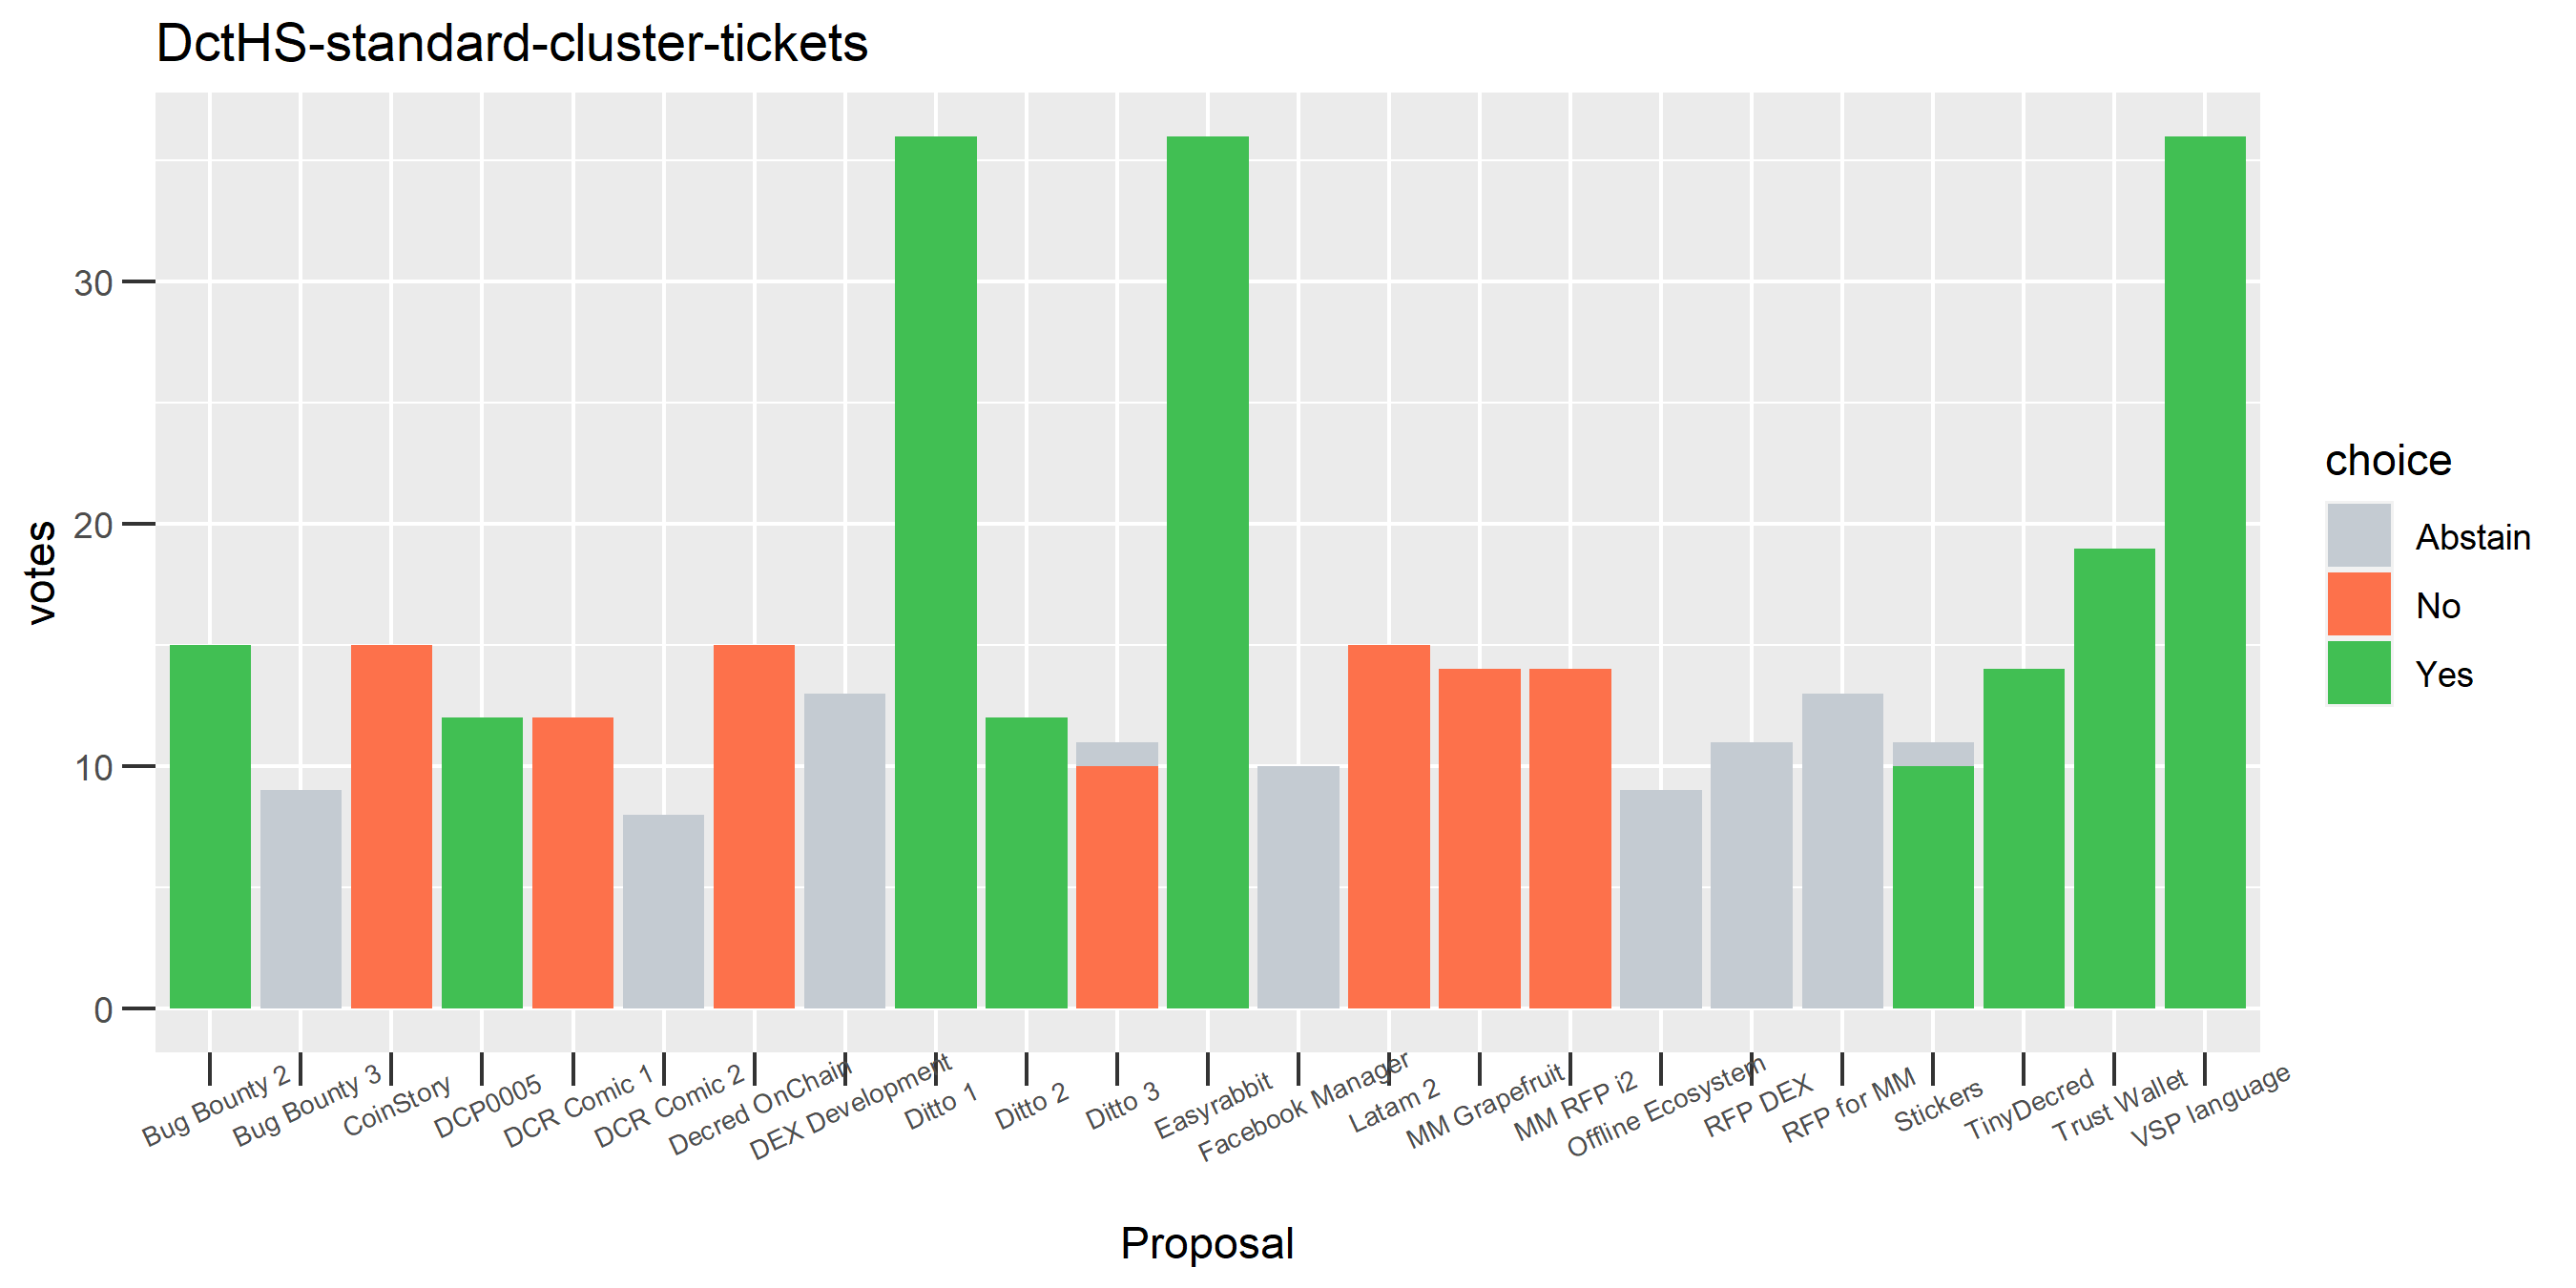 DctHS-standard-cluster-tickets
votes
30
20
10
0
Bug Bounty 2
Bug Bounty 3
CoinStory
DCP0005
DCR Comic 1
DCR Comic 2
Decred OnChain
DEX Development
Ditto 1
Ditto 2
Ditto 3
Easyrabbit
Facebook Manager
Latam 2
MM Grapefruit
MM RFP i2
Offline Ecosystem
RFP DEX
RFP for MM
Stickers
TinyDecred
Trust Wallet
VSP language
Proposal
choice
Abstain
No
Yes